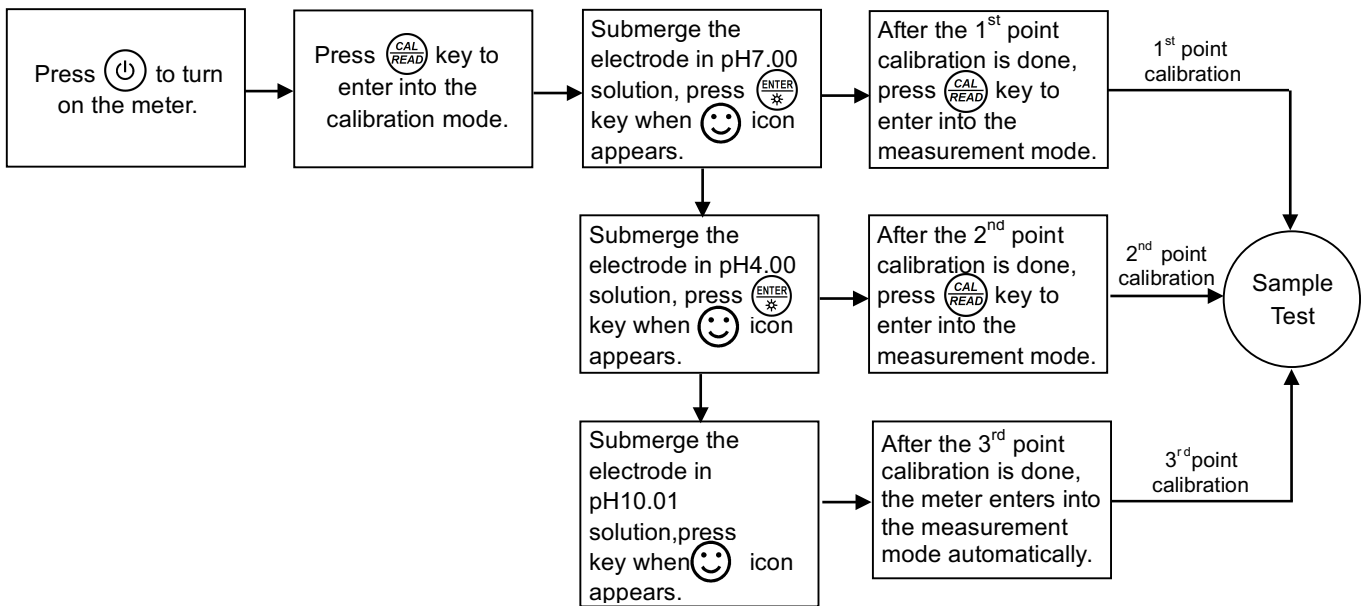 Press to turn
on the meter.
Press CAL READ key to
enter into the
calibration mode.
Submerge the
electrode in pH7.00
solution, press ENTER
key when icon
appears.
After the 1st point
calibration is done,
press CAL READ key to
enter into the
measurement mode.
1st point
calibration
Submerge the
electrode in pH4.00
solution, press ENTER
key when icon
appears.
After the 2nd point
calibration is done,
press CAL READ key to
enter into the
measurement mode.
2nd point
calibration
Sample
Test
Submerge the
electrode in
pH10.01
solution,press
key when icon
appears.
After the 3rd point
calibration is done,
the meter enters into
the measurement
mode automatically.
3rdpoint
calibration